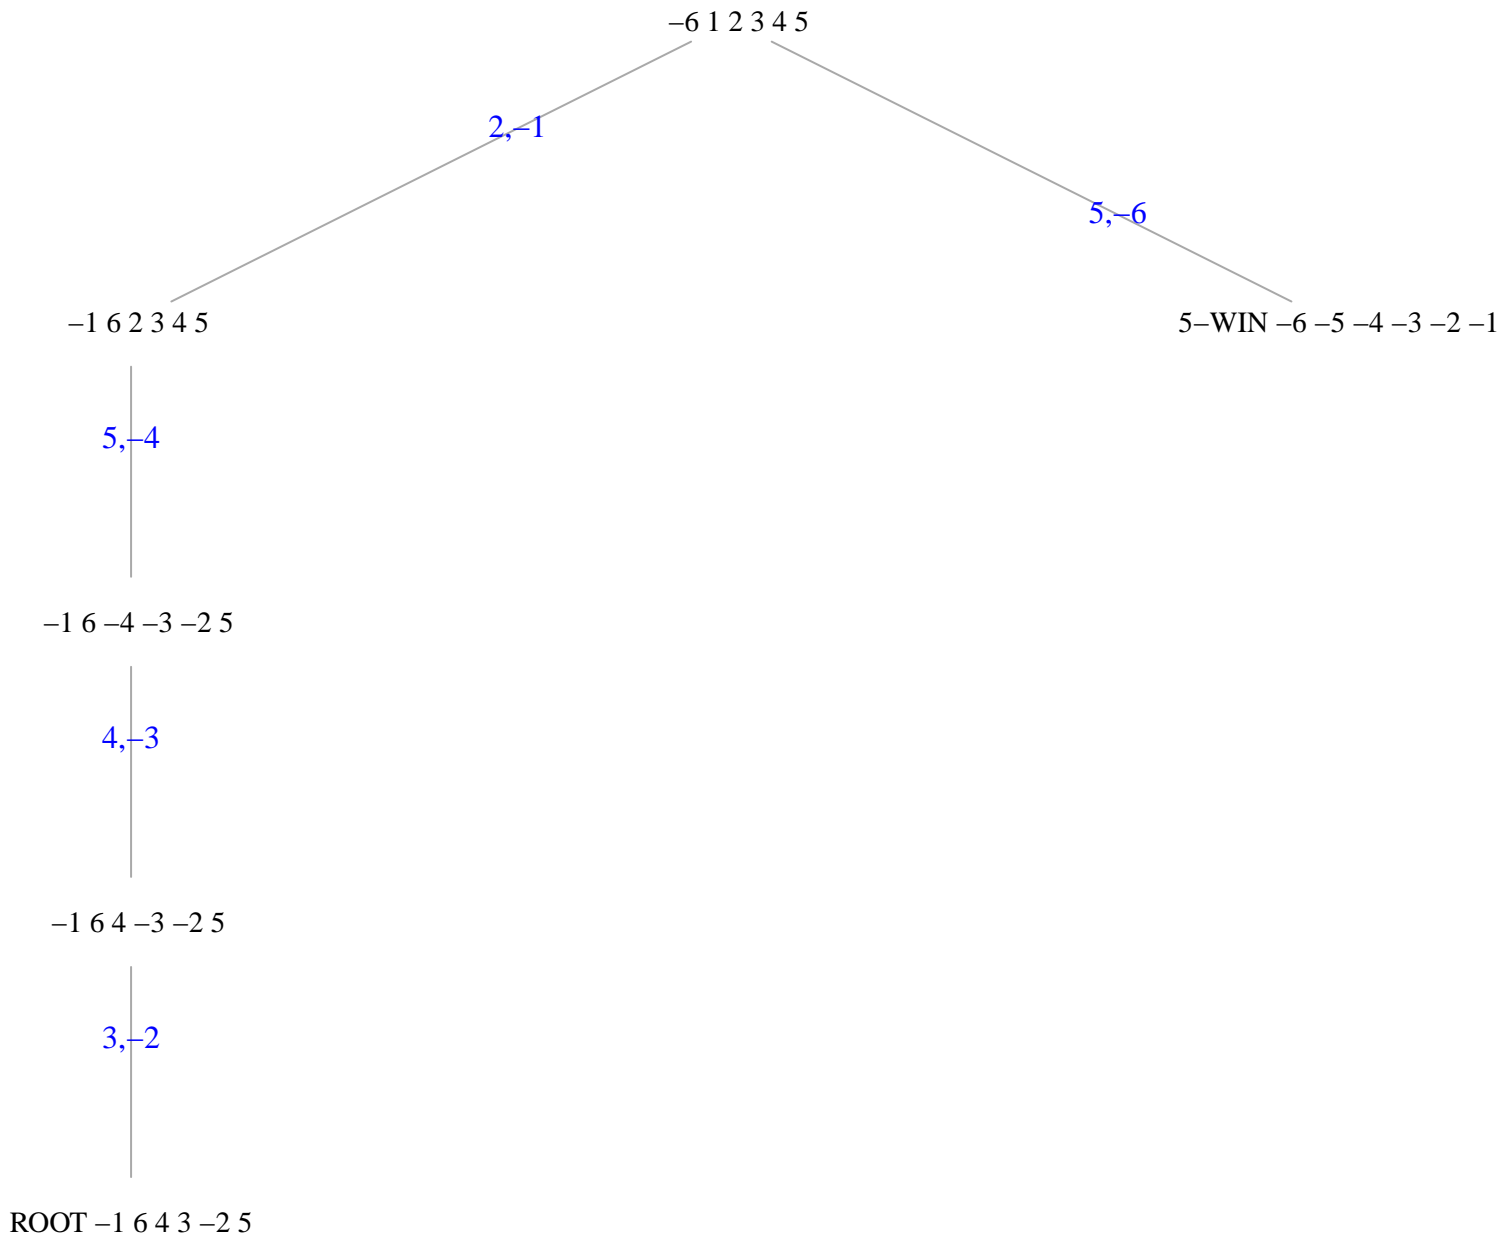 –6 1 2 3 4 5
2,–1
5,–6
–1 6 2 3 4 5
5–WIN –6 –5 –4 –3 –2 –1
5,–4
–1 6 –4 –3 –2 5
4,–3
–1 6 4 –3 –2 5
3,–2
ROOT –1 6 4 3 –2 5